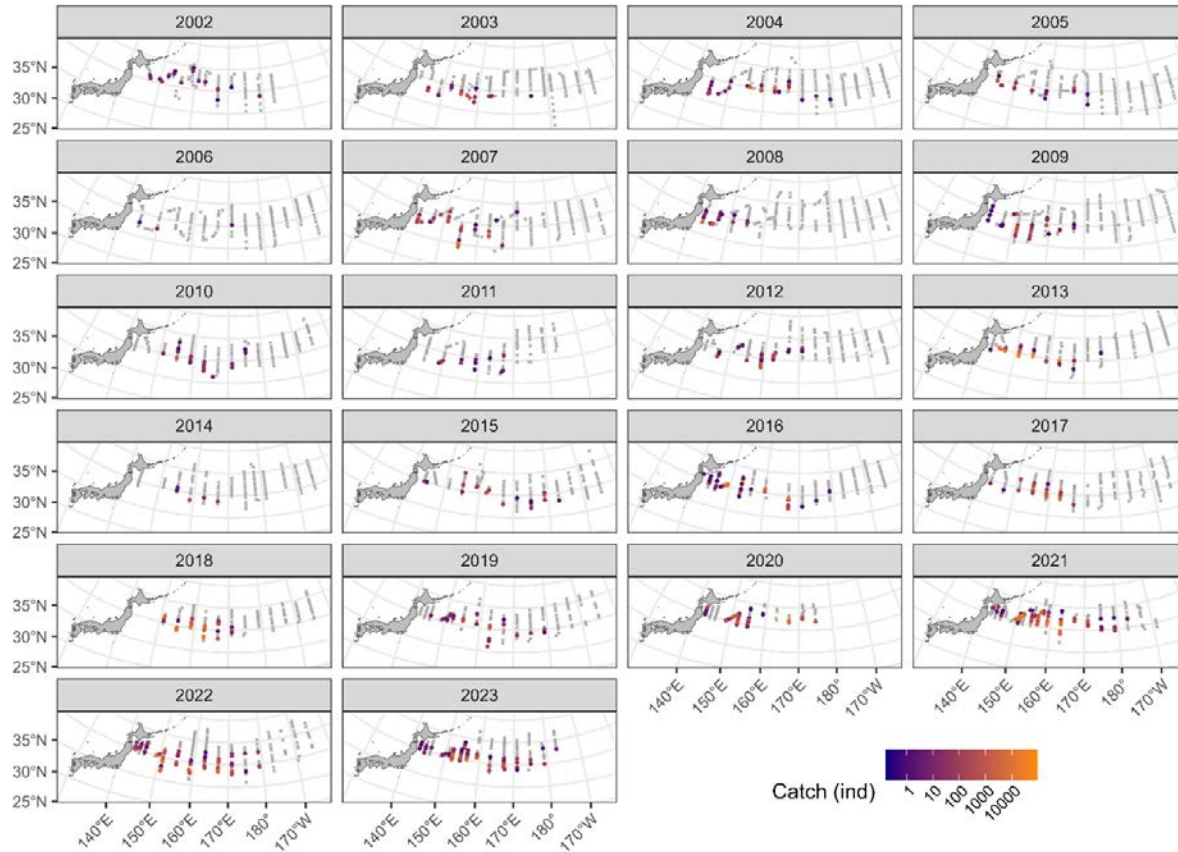 2002 2003 2004 2005
35°N
30°N
25°N
2006 2007 2008 2009
35°N
30°N
25°N
2010 2011 2012 2013
35°N
30°N
25°N
2014 2015 2016 2017
35°N
30°N
25°N
2018 2019 2020 2021
35°N
30°N
25°N
140°E 150°E 160°E 170°E 180° 170°W 140°E 150°E 160°E 170°E 180° 170°W
2022 2023
35°N
30°N
25°N
Catch (ind)
1 10 100 1000 10000
140°E 150°E 160°E 170°E 180° 170°W 140°E 150°E 160°E 170°E 180° 170°W